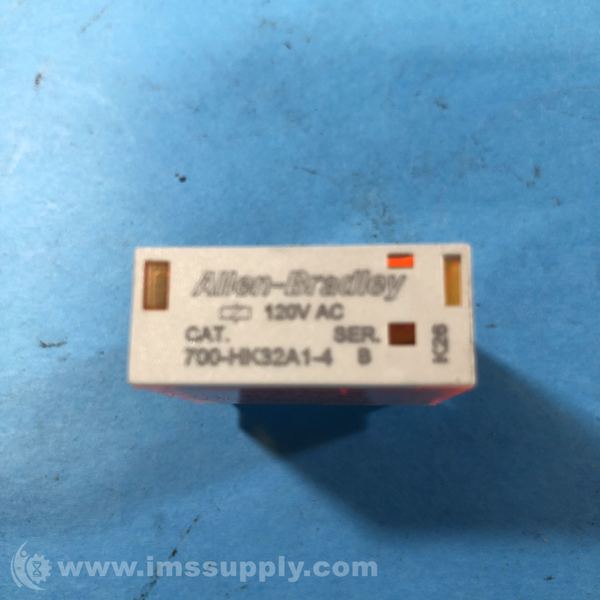 Allen-Bradley
120V AC
CAT. SER.
700-HK32A1-4 B
K26
www.imssupply.com